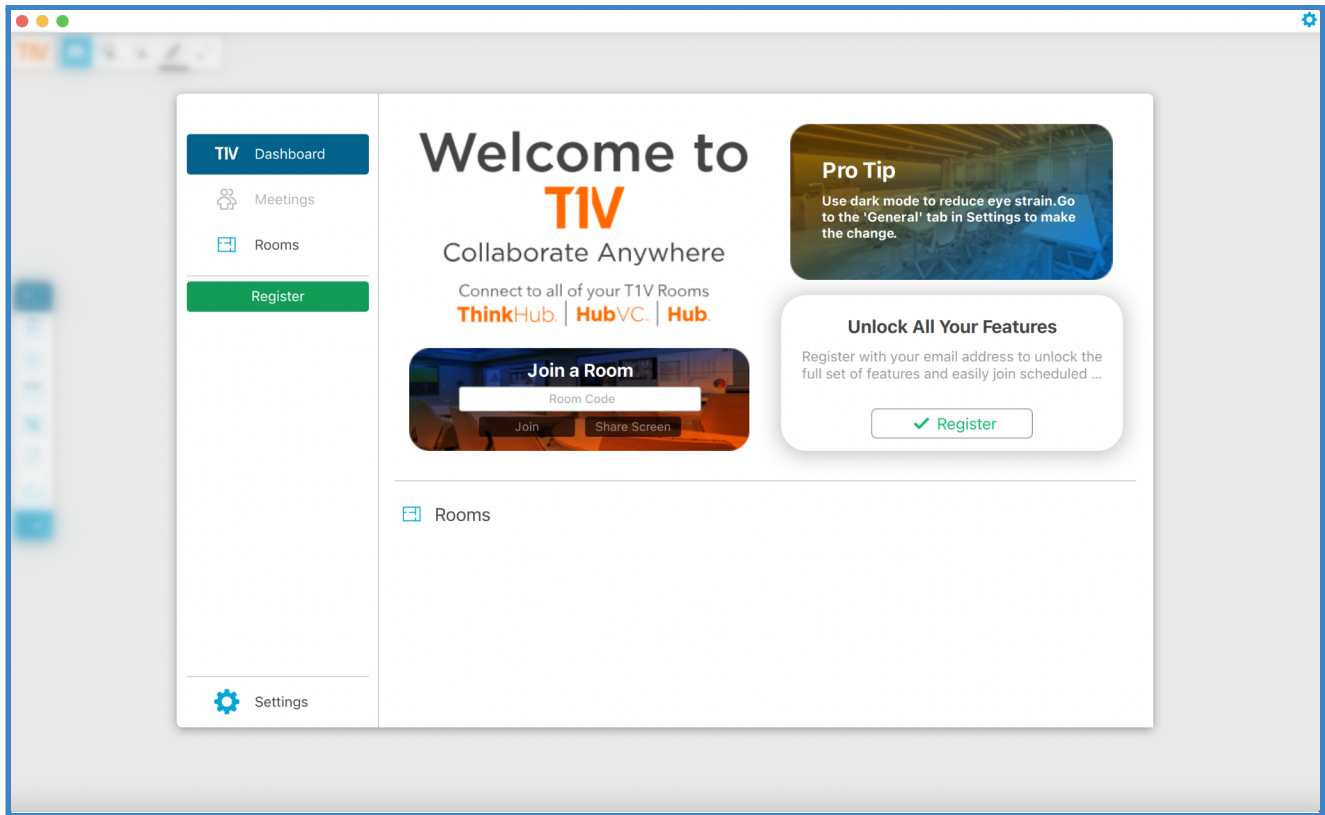 T1V
T1V Dashboard
Meetings
Rooms
Register
Settings
Welcome to
T1V
Collaborate Anywhere
Connect to all of your T1V Rooms
ThinkHub. | HubVC. | Hub.
Join a Room
Room Code
Join Share Screen
Pro Tip
Use dark mode to reduce eye strain.Go
to the 'General' tab in Settings to make
the change.
Unlock All Your Features
Register with your email address to unlock the
full set of features and easily join scheduled ...
Register
Rooms